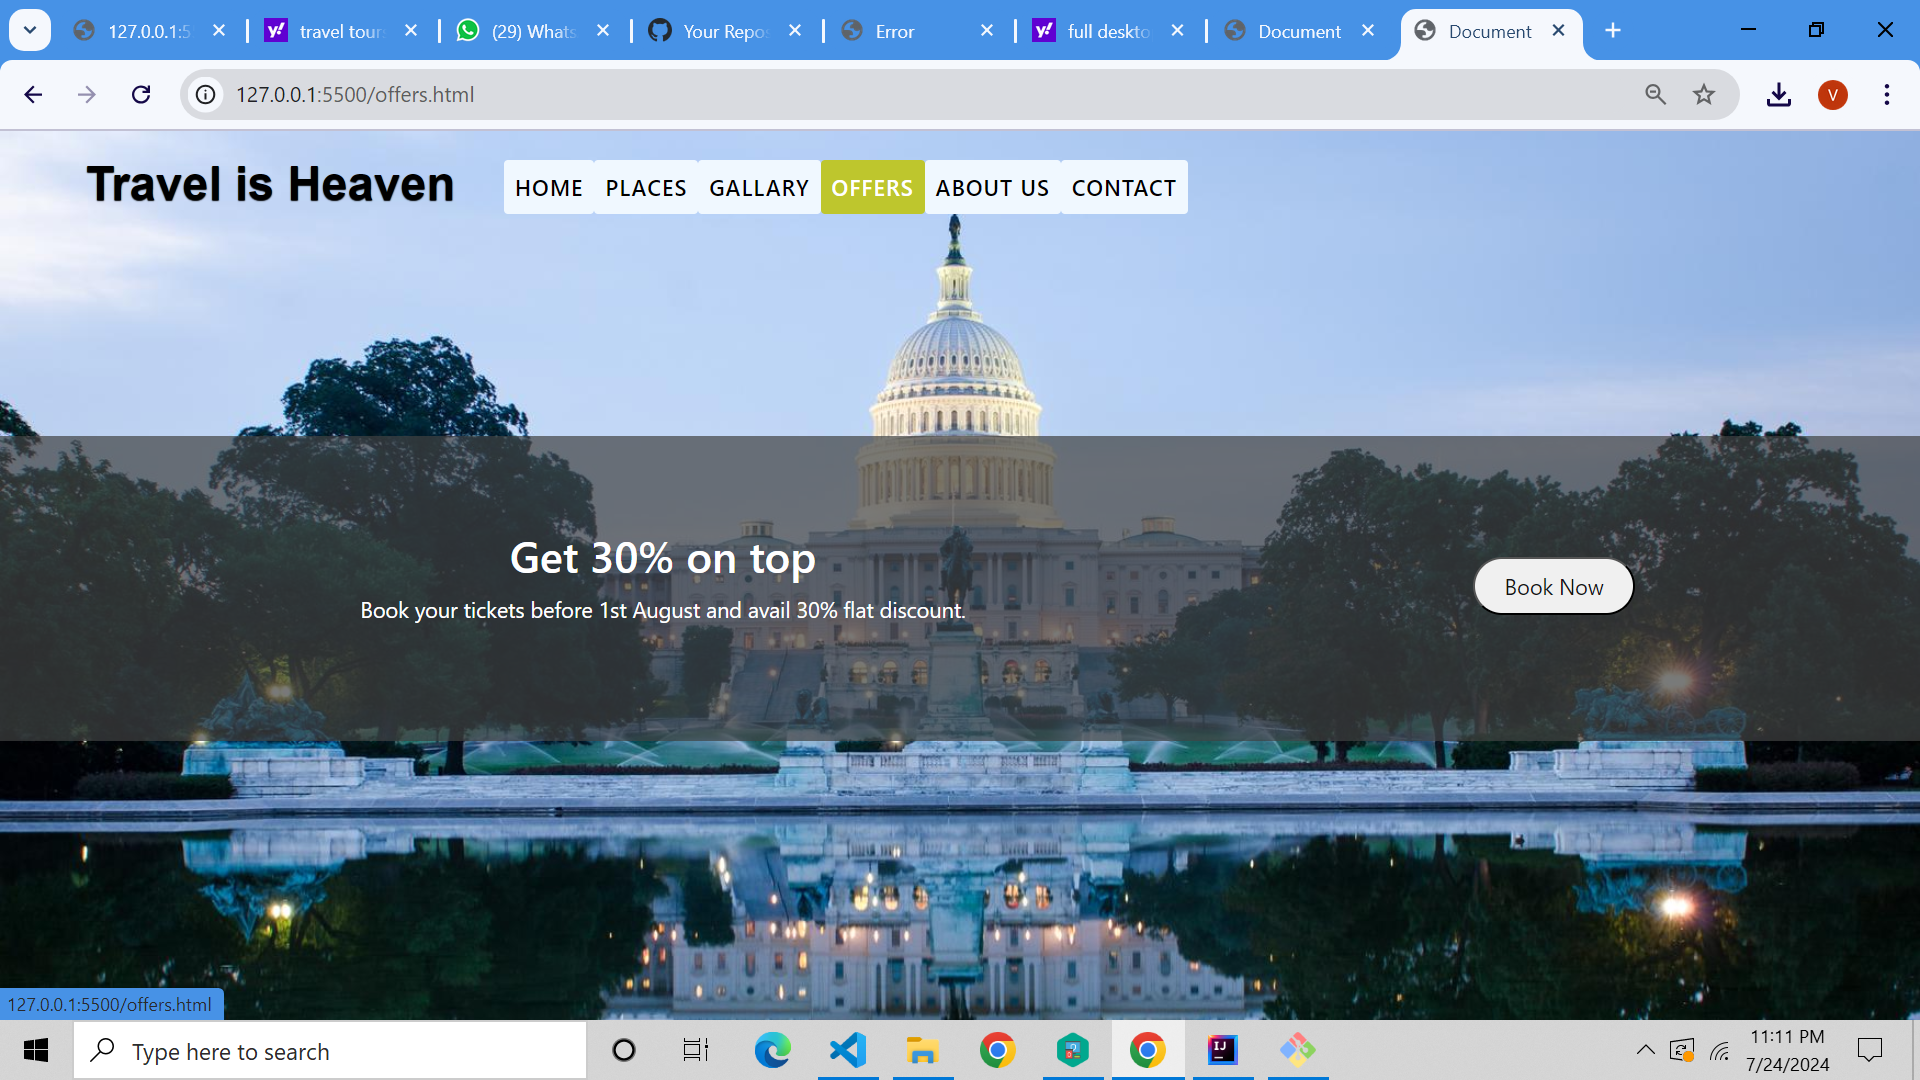 127.0.0.1:5
travel tours
(29) Whats
Your Repos
Error
full deskto
Document
Document
127.0.0.1:5500/offers.html
V
Travel is Heaven
HOME PLACES GALLARY OFFERS ABOUT US CONTACT
Get 30% on top
Book your tickets before 1st August and avail 30% flat discount.
Book Now
127.0.0.1:5500/offers.html
Type here to search
IJ
11:11 PM
7/24/2024